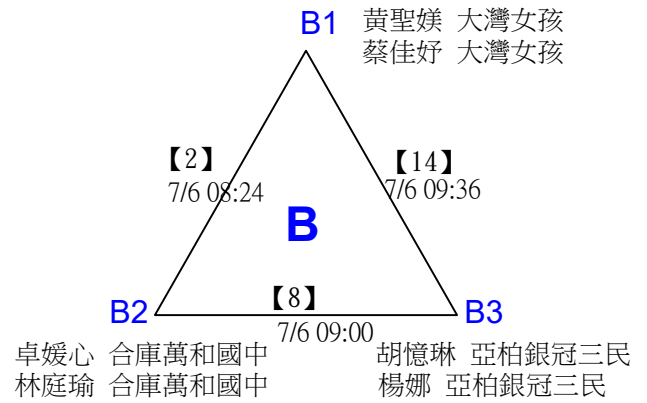 B1 黃聖媄 大灣女孩
蔡佳妤 大灣女孩
【2】
7/6 08:24
【14】
7/6 09:36
B
B2
【8】
7/6 09:00
B3
卓媛心 合庫萬和國中
林庭瑜 合庫萬和國中
胡憶琳 亞柏銀冠三民
楊娜 亞柏銀冠三民